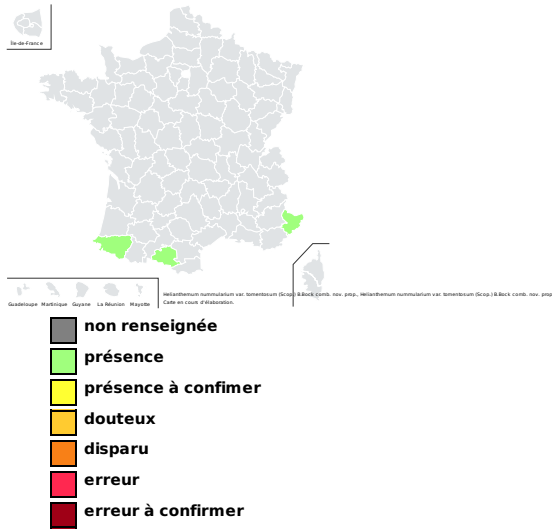 Île-de-France
Guadeloupe Martinique Guyane La Réunion Mayotte
Helianthemum nummularium var. tomentosum (Scop.) B.Bock comb. nov. prop., Helianthemum nummularium var. tomentosum (Scop.) B.Bock comb. nov. prop
Carte en cours d'élaboration.
non renseignée
présence
présence à confimer
douteux
disparu
erreur
erreur à confirmer